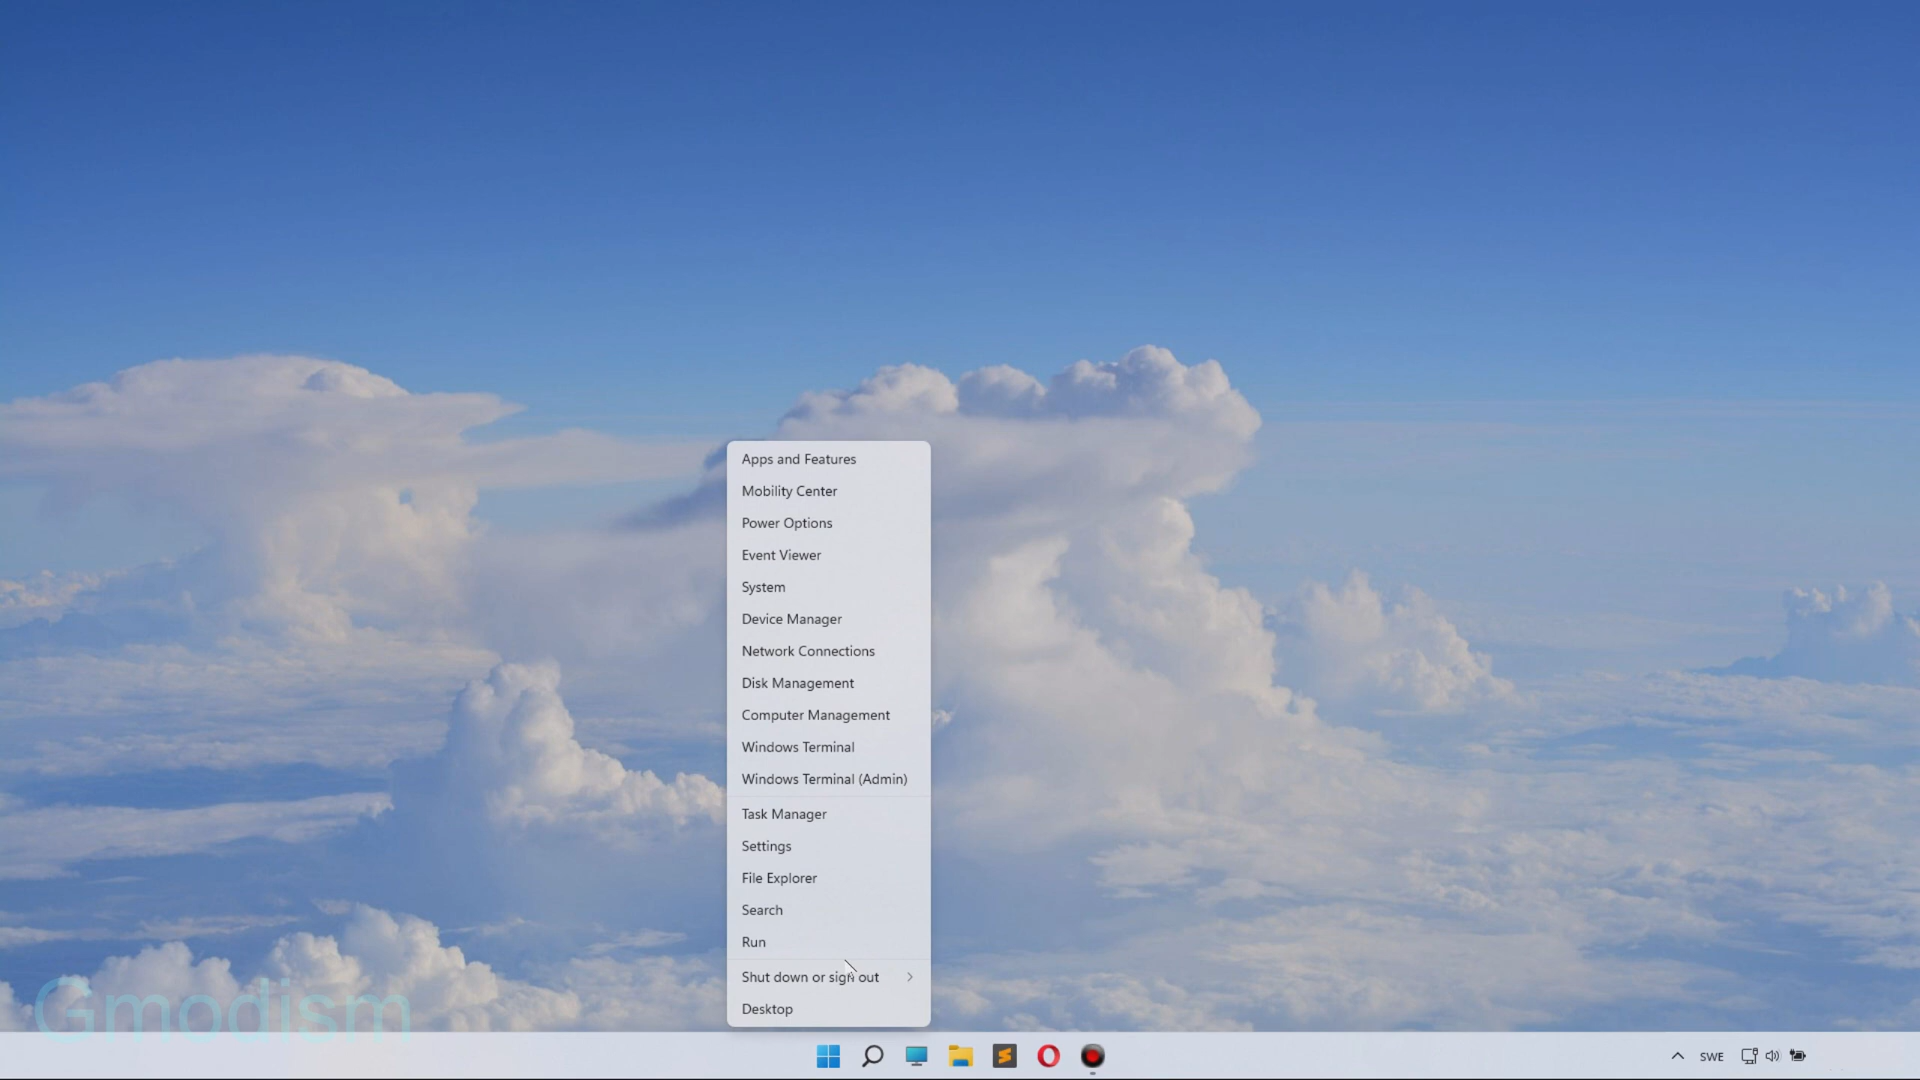 Apps and Features
Mobility Center
Power Options
Event Viewer
System
Device Manager
Network Connections
Disk Management
Computer Management
Windows Terminal
Windows Terminal (Admin)
Task Manager
Settings
File Explorer
Search
Run
Shut down or sign out
Desktop
Gmodism
SWE